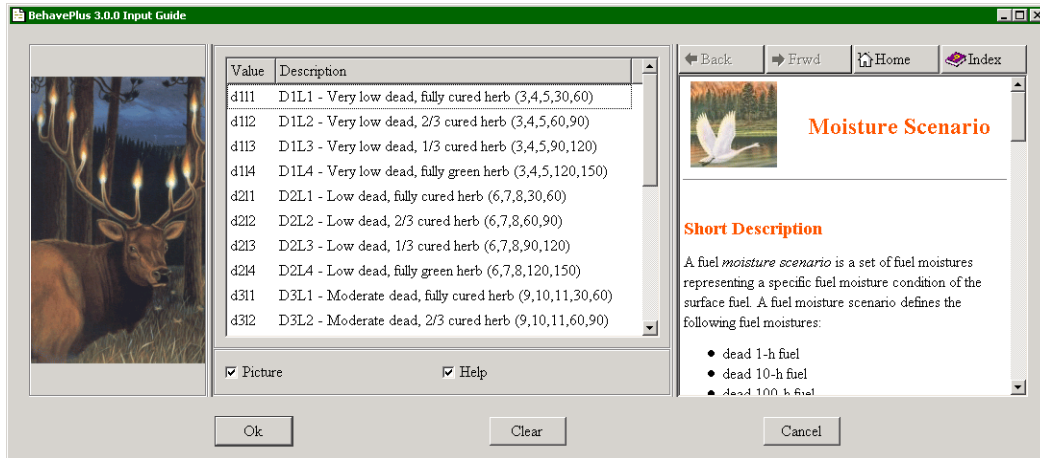 BehavePlus 3.0.0 Input Guide
Value Description
d1l1 D1L1 - Very low dead, fully cured herb (3,4,5,30,60)
d1l2 D1L2 - Very low dead, 2/3 cured herb (3,4,5,60,90)
d1l3 D1L3 - Very low dead, 1/3 cured herb (3,4,5,90,120)
d1l4 D1L4 - Very low dead, fully green herb (3,4,5,120,150)
d2l1 D2L1 - Low dead, fully cured herb (6,7,8,30,60)
d2l2 D2L2 - Low dead, 2/3 cured herb (6,7,8,60,90)
d2l3 D2L3 - Low dead, 1/3 cured herb (6,7,8,90,120)
d2l4 D2L4 - Low dead, fully green herb (6,7,8,120,150)
d3l1 D3L1 - Moderate dead, fully cured herb (9,10,11,30,60)
d3l2 D3L2 - Moderate dead, 2/3 cured herb (9,10,11,60,90)
Picture Help
Back Frwd Home Index
Moisture Scenario
Short Description
A fuel moisture scenario is a set of fuel moistures
representing a specific fuel moisture condition of the
surface fuel. A fuel moisture scenario defines the
following fuel moistures:
dead 1-h fuel
dead 10-h fuel
dead 100-h fuel
Ok Clear Cancel